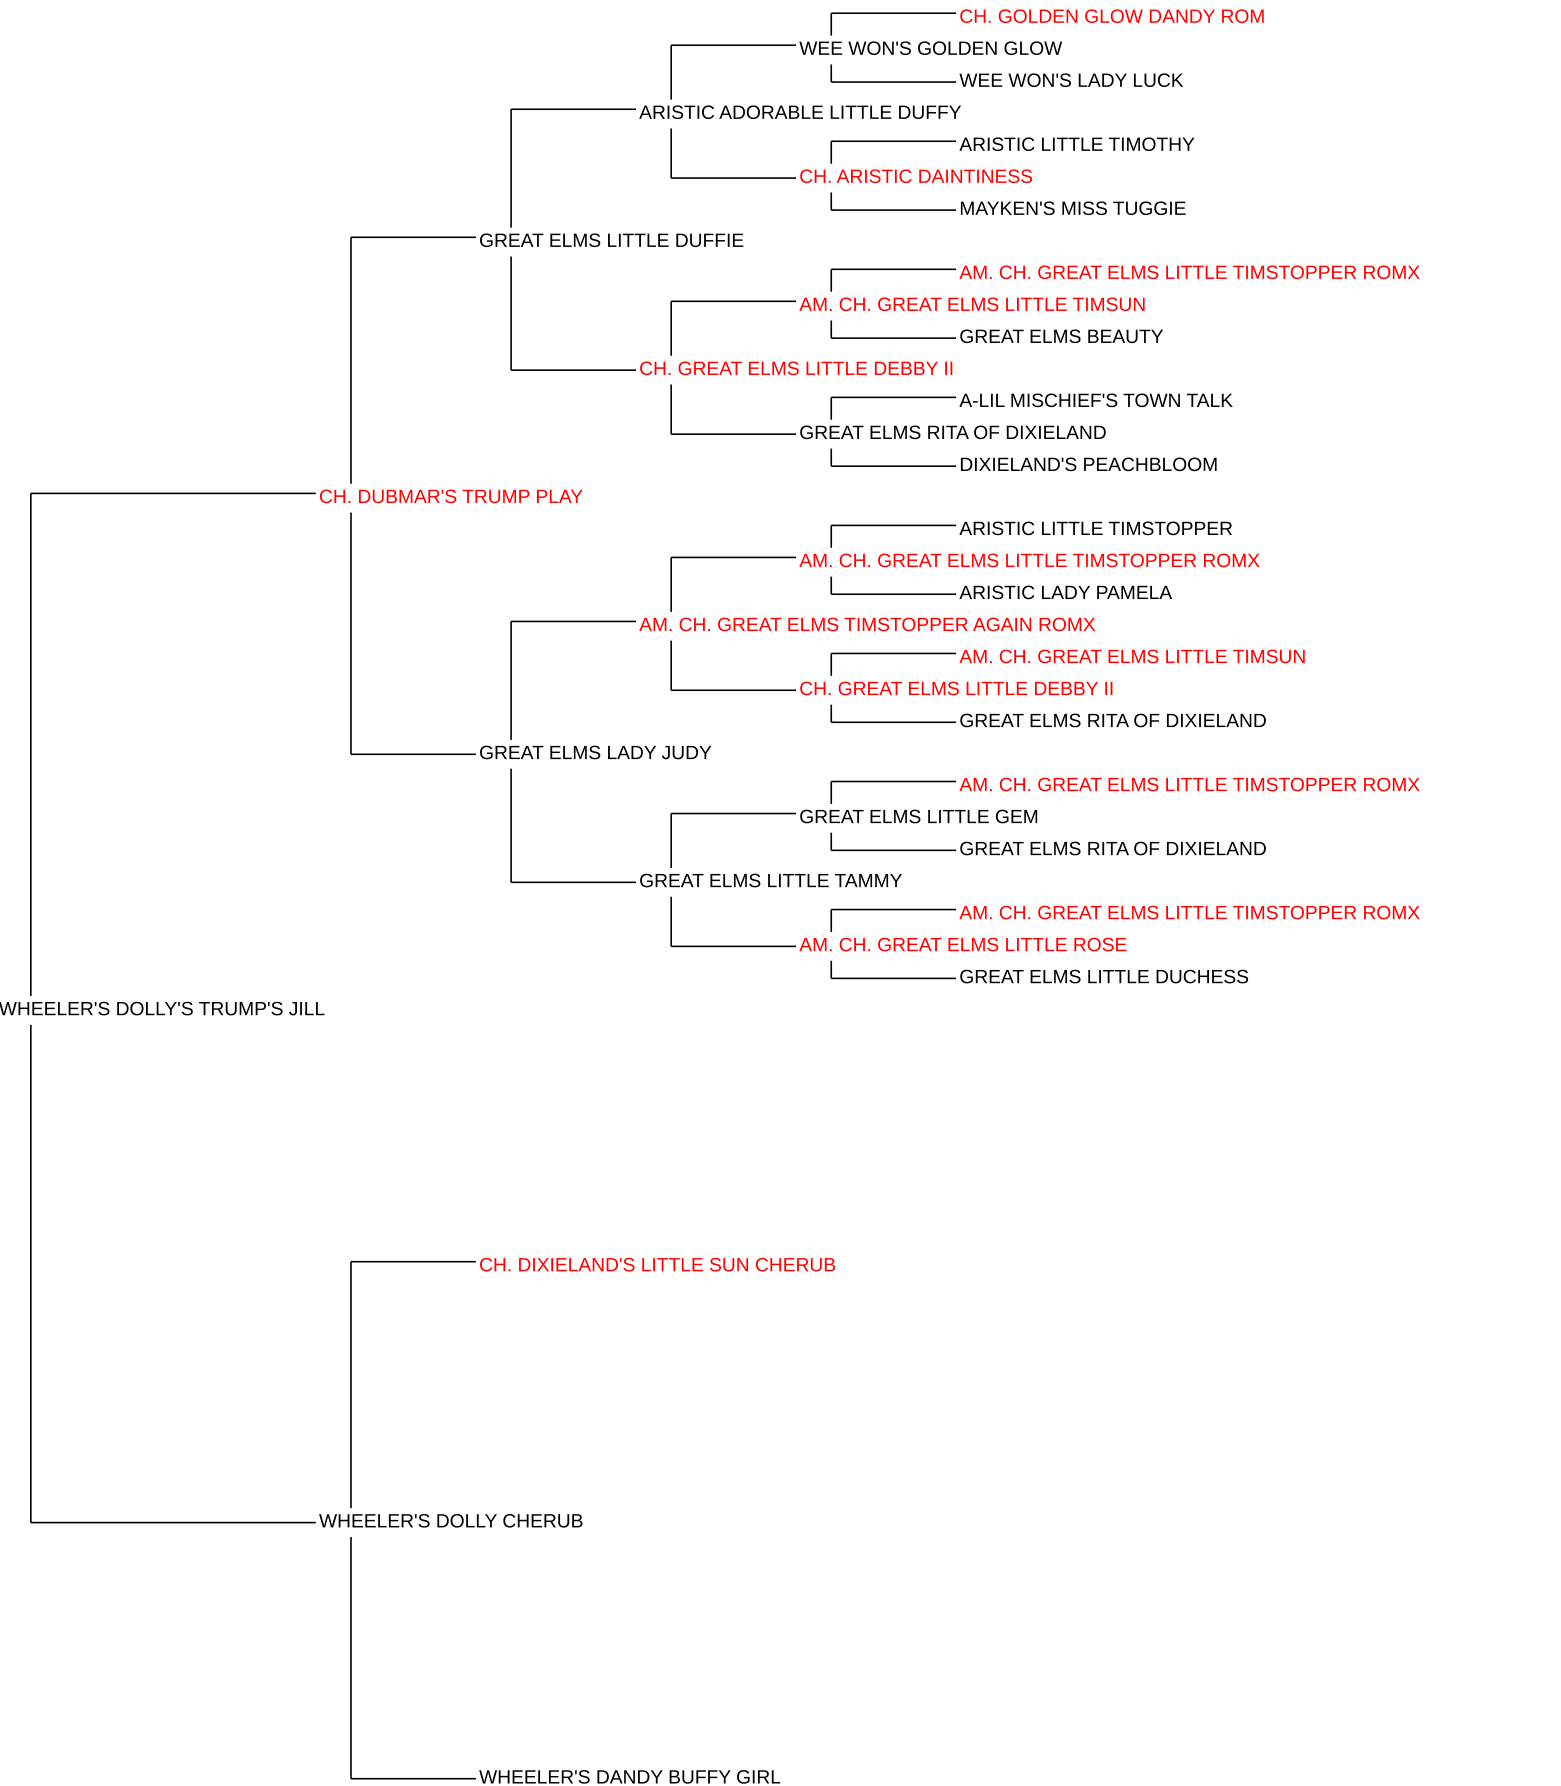 CH. GOLDEN GLOW DANDY ROM
WEE WON'S GOLDEN GLOW
WEE WON'S LADY LUCK
ARISTIC ADORABLE LITTLE DUFFY
ARISTIC LITTLE TIMOTHY
CH. ARISTIC DAINTINESS
MAYKEN'S MISS TUGGIE
GREAT ELMS LITTLE DUFFIE
AM. CH. GREAT ELMS LITTLE TIMSTOPPER ROMX
AM. CH. GREAT ELMS LITTLE TIMSUN
GREAT ELMS BEAUTY
CH. GREAT ELMS LITTLE DEBBY II
A-LIL MISCHIEF'S TOWN TALK
GREAT ELMS RITA OF DIXIELAND
DIXIELAND'S PEACHBLOOM
CH. DUBMAR'S TRUMP PLAY
ARISTIC LITTLE TIMSTOPPER
AM. CH. GREAT ELMS LITTLE TIMSTOPPER ROMX
ARISTIC LADY PAMELA
AM. CH. GREAT ELMS TIMSTOPPER AGAIN ROMX
AM. CH. GREAT ELMS LITTLE TIMSUN
CH. GREAT ELMS LITTLE DEBBY II
GREAT ELMS RITA OF DIXIELAND
GREAT ELMS LADY JUDY
AM. CH. GREAT ELMS LITTLE TIMSTOPPER ROMX
GREAT ELMS LITTLE GEM
GREAT ELMS RITA OF DIXIELAND
GREAT ELMS LITTLE TAMMY
AM. CH. GREAT ELMS LITTLE TIMSTOPPER ROMX
AM. CH. GREAT ELMS LITTLE ROSE
GREAT ELMS LITTLE DUCHESS
WHEELER'S DOLLY'S TRUMP'S JILL
CH. DIXIELAND'S LITTLE SUN CHERUB
WHEELER'S DOLLY CHERUB
WHEELER'S DANDY BUFFY GIRL